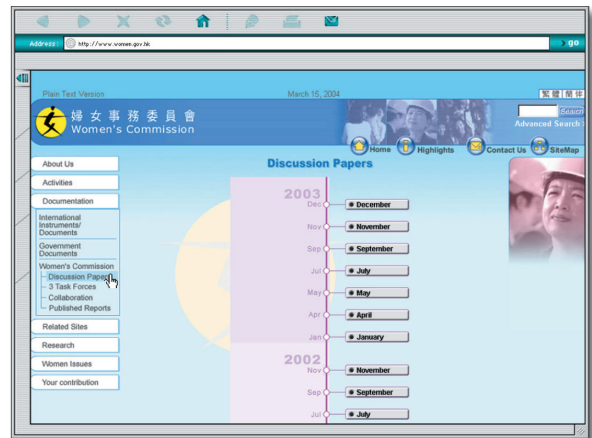 Address: http://www.women.gov.hk go
Plain Text Version March 15, 2004 繁體 簡体
婦女事務委員會
Women's Commission
Search
Advanced Search
Home Highlights Contact Us SiteMap
Discussion Papers
About Us
Activities
Documentation
International
Instruments/
Documents
Government
Documents
Women's Commission
Discussion Papers
3 Task Forces
Collaboration
Published Reports
Related Sites
Research
Women Issues
Your contribution
2003
Dec December
Nov November
Sep September
Jul July
May May
Apr April
Jan January
2002
Nov November
Sep September
Jul July